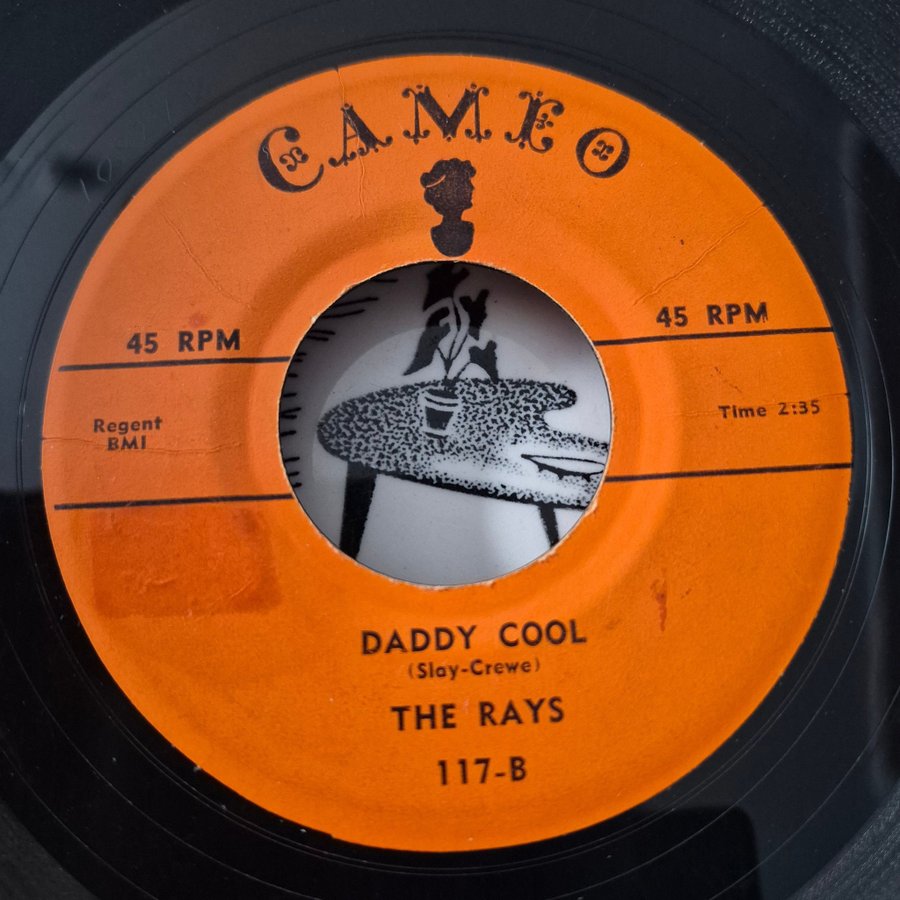 CAMEO
45 RPM
45 RPM
Regent
BMI
Time 2:35
DADDY COOL
(Slay-Crewe)
THE RAYS
117-B